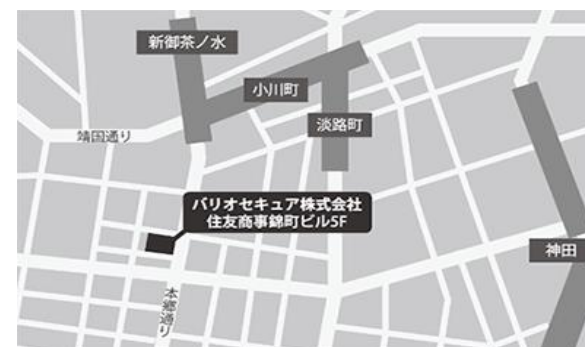 新御茶ノ水
小川町
淡路町
靖国通り
バリオセキュア株式会社
住友商事錦町ビル5F
神田
本郷通り